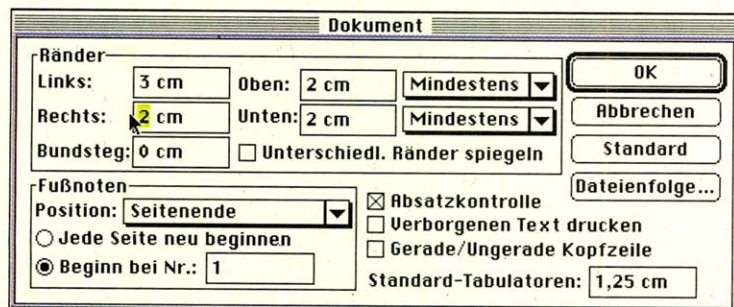 Dokument
Ränder
Links: 3 cm Oben: 2 cm Mindestens
Rechts: 2 cm Unten: 2 cm Mindestens
Bundsteg: 0 cm Unterschiedl. Ränder spiegeln
OK
Abbrechen
Standard
Dateienfolge...
Fußnoten
Position: Seitenende
Jede Seite neu beginnen
Beginn bei Nr.: 1
Absatzkontrolle
Verborgenen Text drucken
Gerade/Ungerade Kopfzeile
Standard-Tabulatoren: 1,25 cm